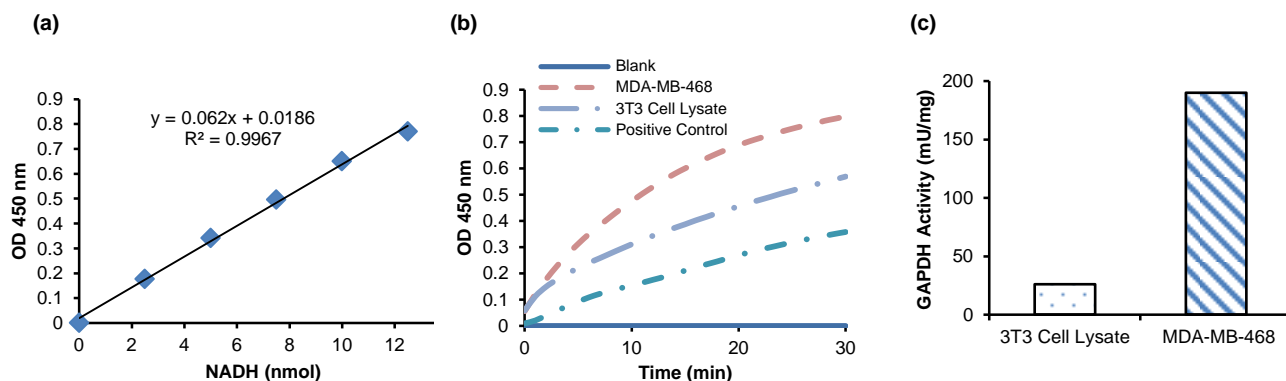 (a)
0.9
0.8
0.7
0.6
0.5
0.4
0.3
0.2
0.1
0
y = 0.062x + 0.0186
R² = 0.9967
OD 450 nm
0 2 4 6 8 10 12
NADH (nmol)
(b)
Blank
MDA-MB-468
3T3 Cell Lysate
Positive Control
0.9
0.8
0.7
0.6
0.5
0.4
0.3
0.2
0.1
0
OD 450 nm
0 10 20 30
Time (min)
(c)
200
150
100
50
0
GAPDH Activity (mU/mg)
3T3 Cell Lysate MDA-MB-468